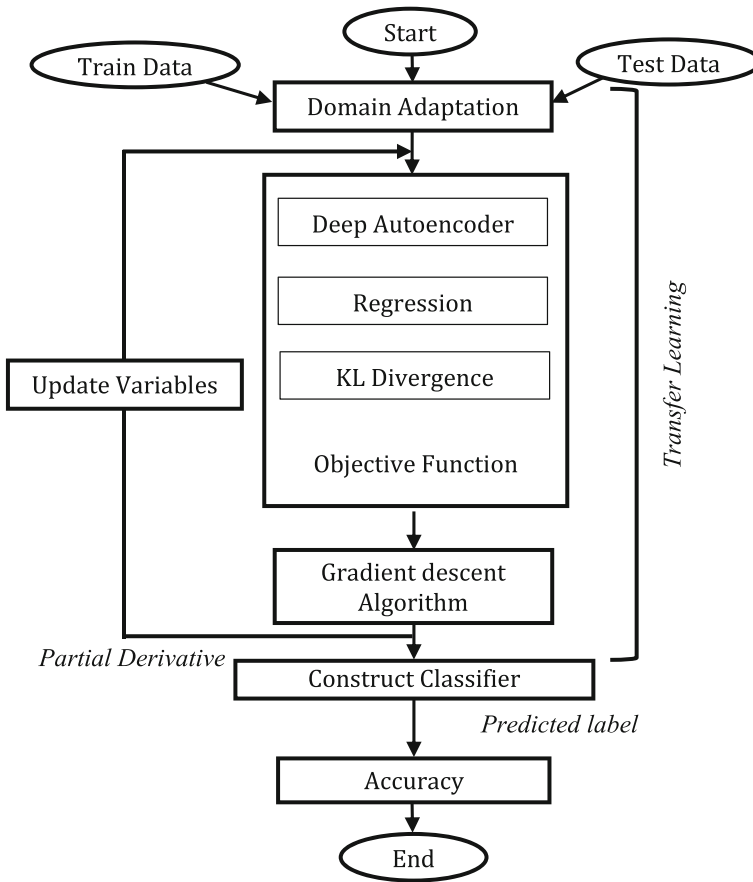 Start
Train Data
Test Data
Domain Adaptation
Deep Autoencoder
Regression
KL Divergence
Update Variables
Objective Function
Transfer Learning
Gradient descent
Algorithm
Partial Derivative
Construct Classifier
Predicted label
Accuracy
End